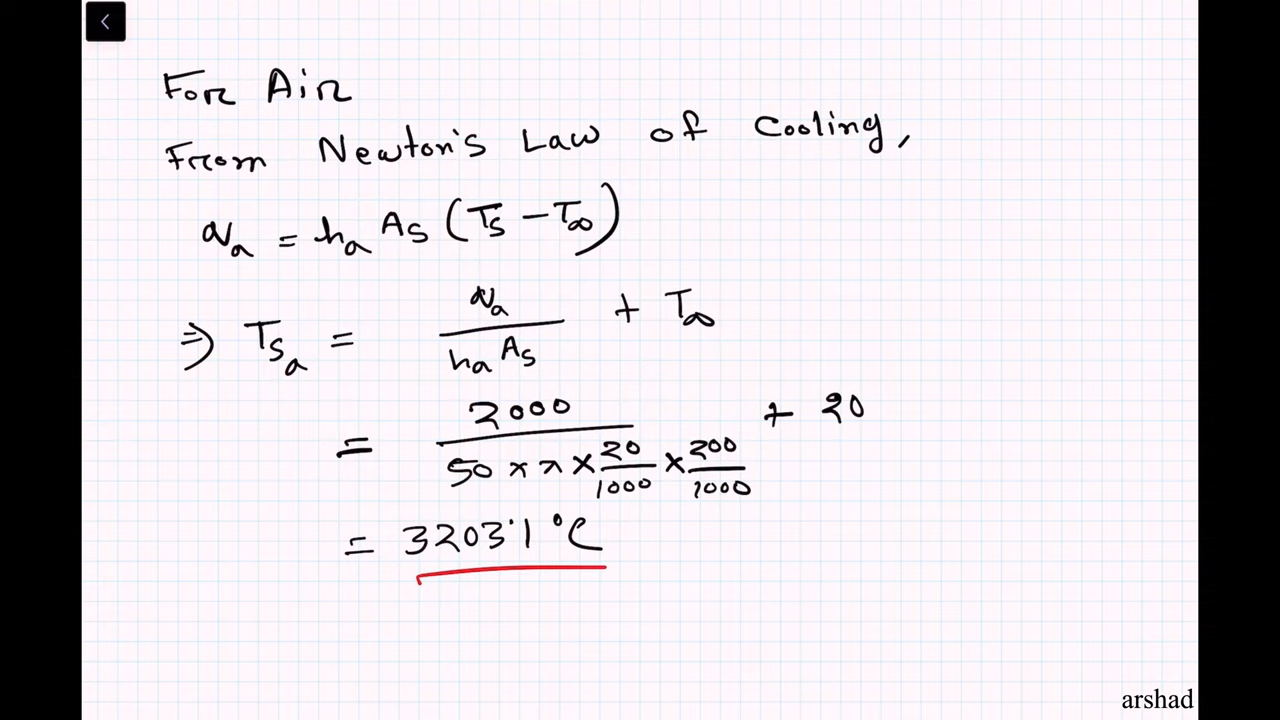 For Air
From Newton's Law of Cooling,
qₐ = hₐ Aₛ (Tₛ − T∞)
⇒ Tₛₐ = qₐ / (hₐ Aₛ) + T∞
= 2000 / (50 × π × 20/1000 × 200/1000) + 20
= 3203·1 °C
arshad